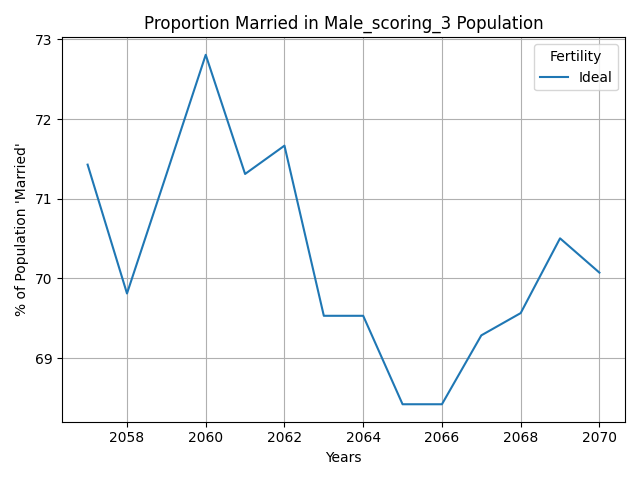 Proportion Married in Male_scoring_3 Population
73
72
71
70
69
% of Population 'Married'
Fertility
Ideal
2058 2060 2062 2064 2066 2068 2070
Years